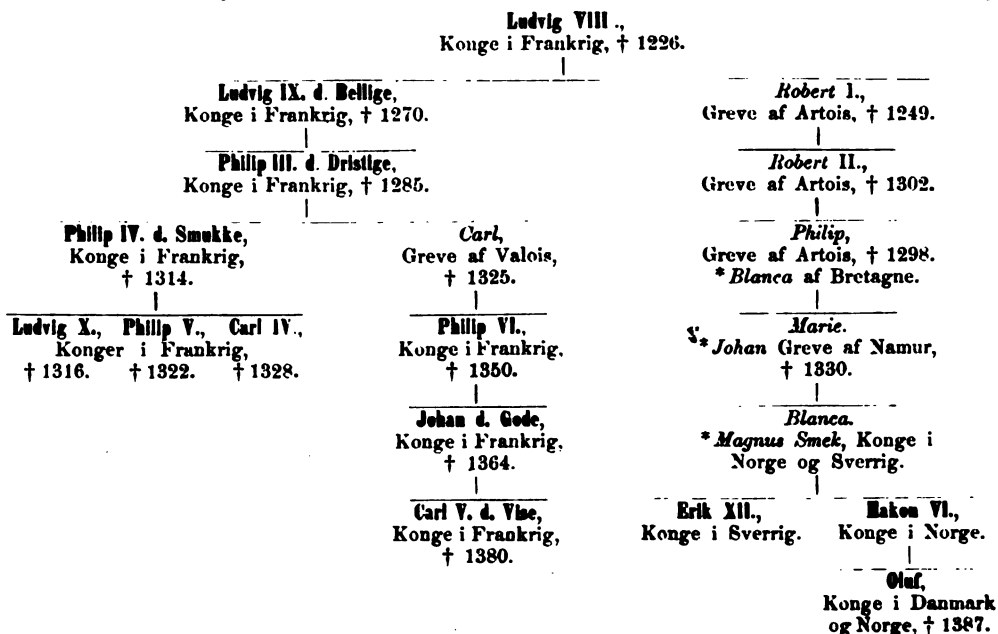 Ludvig VIII.,
Konge i Frankrig, † 1226.
Ludvig IX. d. Hellige,
Konge i Frankrig, † 1270.
Robert I.,
Greve af Artois, † 1249.
Philip III. d. Dristige,
Konge i Frankrig, † 1285.
Robert II.,
Greve af Artois, † 1302.
Philip IV. d. Smukke,
Konge i Frankrig,
† 1314.
Carl,
Greve af Valois,
† 1325.
Philip,
Greve af Artois, † 1298.
* Blanca af Bretagne.
Ludvig X., Philip V., Carl IV.,
Konger i Frankrig,
† 1316. † 1322. † 1328.
Philip VI.,
Konge i Frankrig,
† 1350.
Marie.
* Johan Greve af Namur,
† 1330.
Johan d. Gode,
Konge i Frankrig,
† 1364.
Blanca.
* Magnus Smek, Konge i
Norge og Sverrig.
Carl V. d. Vise,
Konge i Frankrig,
† 1380.
Erik XII.,
Konge i Sverrig.
Hakon VI.,
Konge i Norge.
Oluf,
Konge i Danmark
og Norge, † 1387.